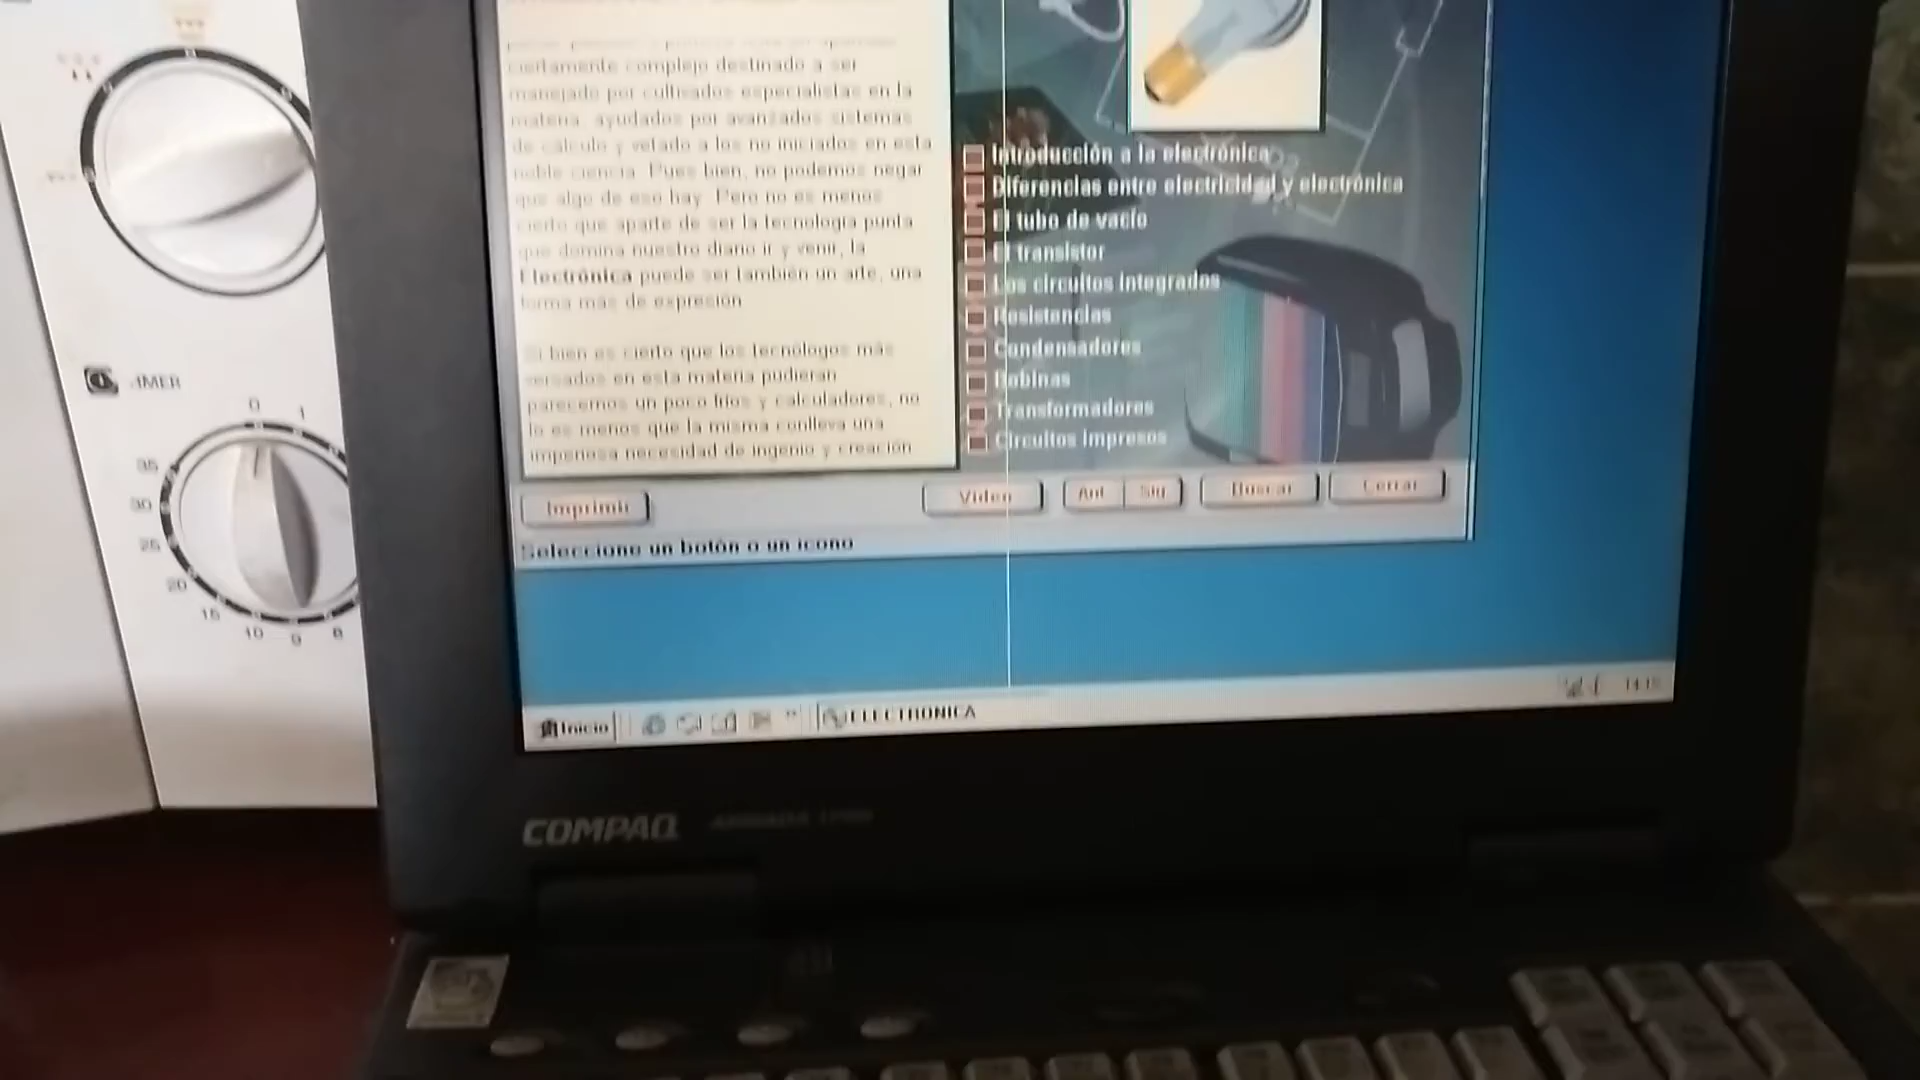 ciertamente complejo destinado a ser
manejado por cultivados especialistas en la
materia, ayudados por avanzados sistemas
de cálculo y vetado a los no iniciados en esta
noble ciencia. Pues bien, no podemos negar
que algo de eso hay. Pero no es menos
cierto que aparte de ser la tecnología punta
que domina nuestro diario ir y venir, la
Electrónica puede ser también un arte, una
forma más de expresión
Si bien es cierto que los tecnólogos más
versados en esta materia pudieran
parecernos un poco fríos y calculadores, no
lo es menos que la misma conlleva una
imperiosa necesidad de ingenio y creación
Introducción a la electrónica
Diferencias entre electricidad y electrónica
El tubo de vacío
El transistor
Los circuitos integrados
Resistencias
Condensadores
Bobinas
Transformadores
Circuitos impresos
Imprimir
Vídeo
Ant
Sig
Buscar
Cerrar
Seleccione un botón o un icono
Inicio
ELECTRONICA
COMPAQ
TIMER
0
1
35
30
25
20
15
10
8